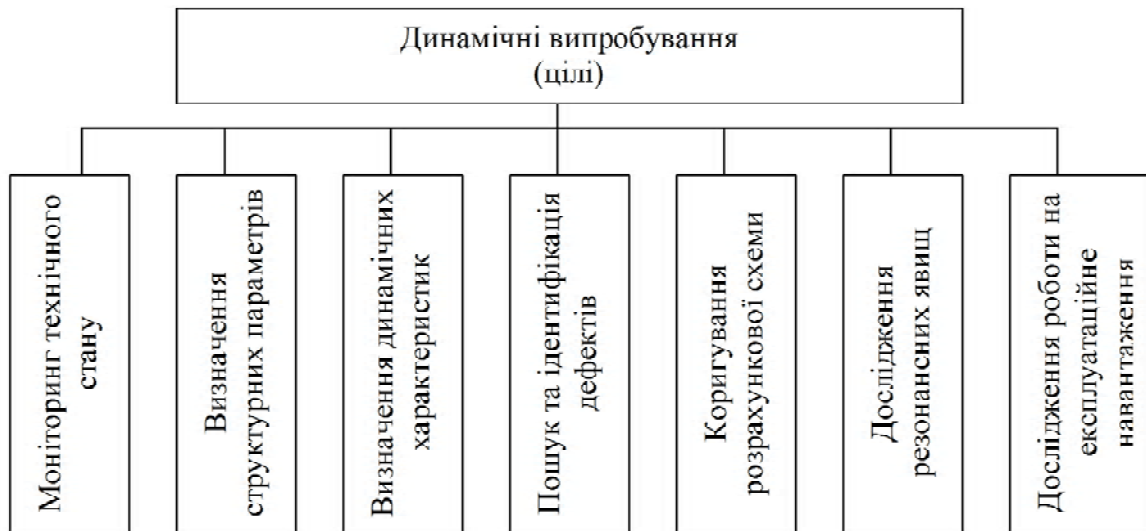 Динамічні випробування
(цілі)
Моніторинг технічного
стану
Визначення
структурних параметрів
Визначення динамічних
характеристик
Пошук та ідентифікація
дефектів
Коригування
розрахункової схеми
Дослідження
резонансних явищ
Дослідження роботи на
експлуатаційне
навантаження